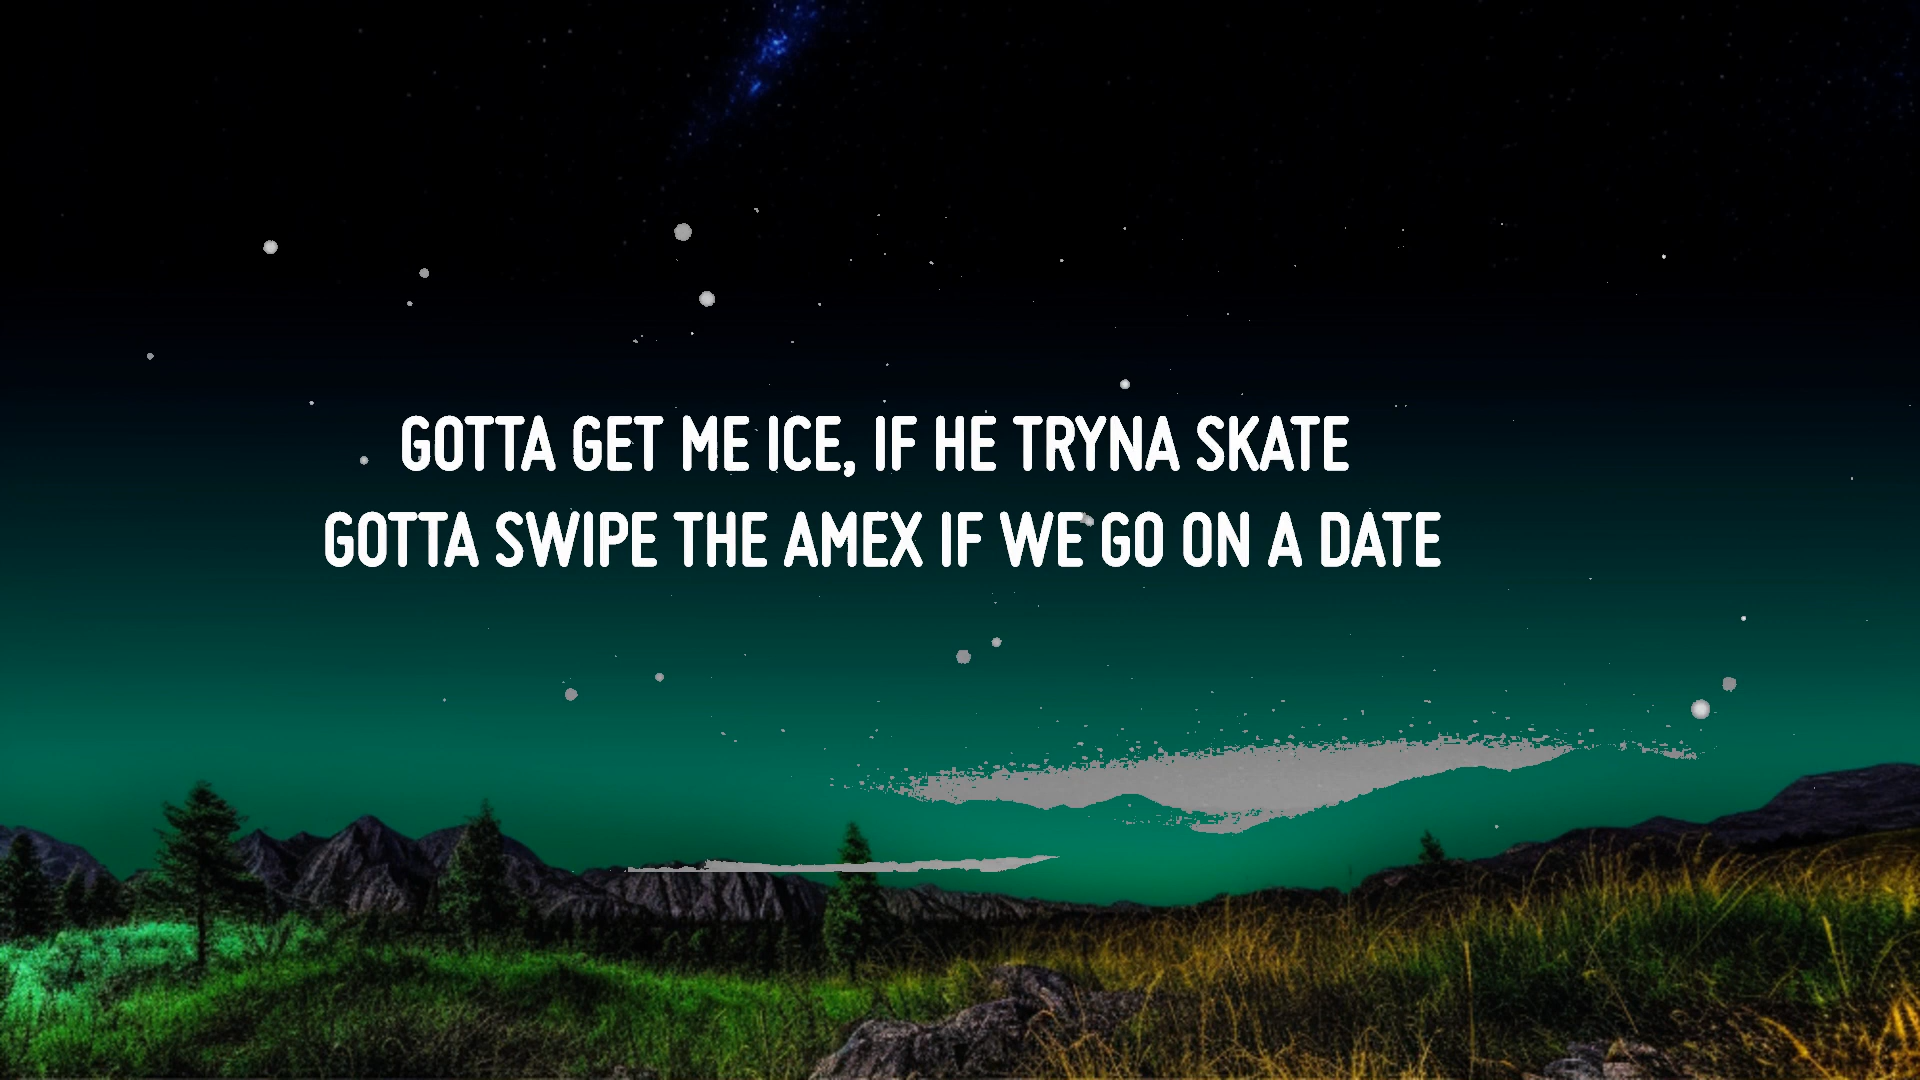 GOTTA GET ME ICE, IF HE TRYNA SKATE
GOTTA SWIPE THE AMEX IF WE GO ON A DATE